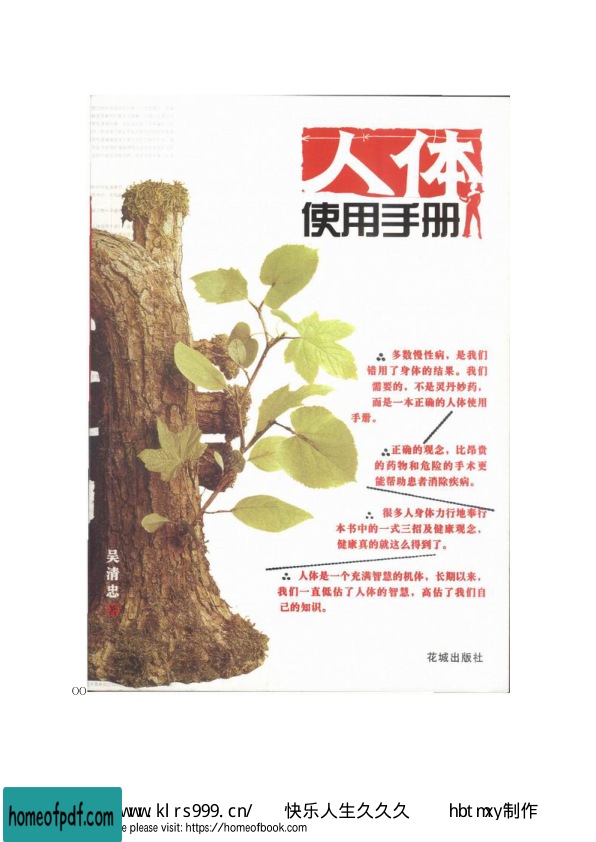 人体
使用手册
多数慢性病，是我们
错用了身体的结果。我们
需要的，不是灵丹妙药，
而是一本正确的人体使用
手册。
正确的观念，比昂贵
的药物和危险的手术更
能帮助患者消除疾病。
很多人身体力行地奉行
本书中的一式三招及健康观念，
健康真的就这么得到了。
人体是一个充满智慧的机体，长期以来，
我们一直低估了人体的智慧，高估了我们自
己的知识。
吴清忠 著
花城出版社
homeofpdf.com
www.klrs999.cn/ 快乐人生久久久 hbtmxy制作
e please visit: https://homeofbook.com